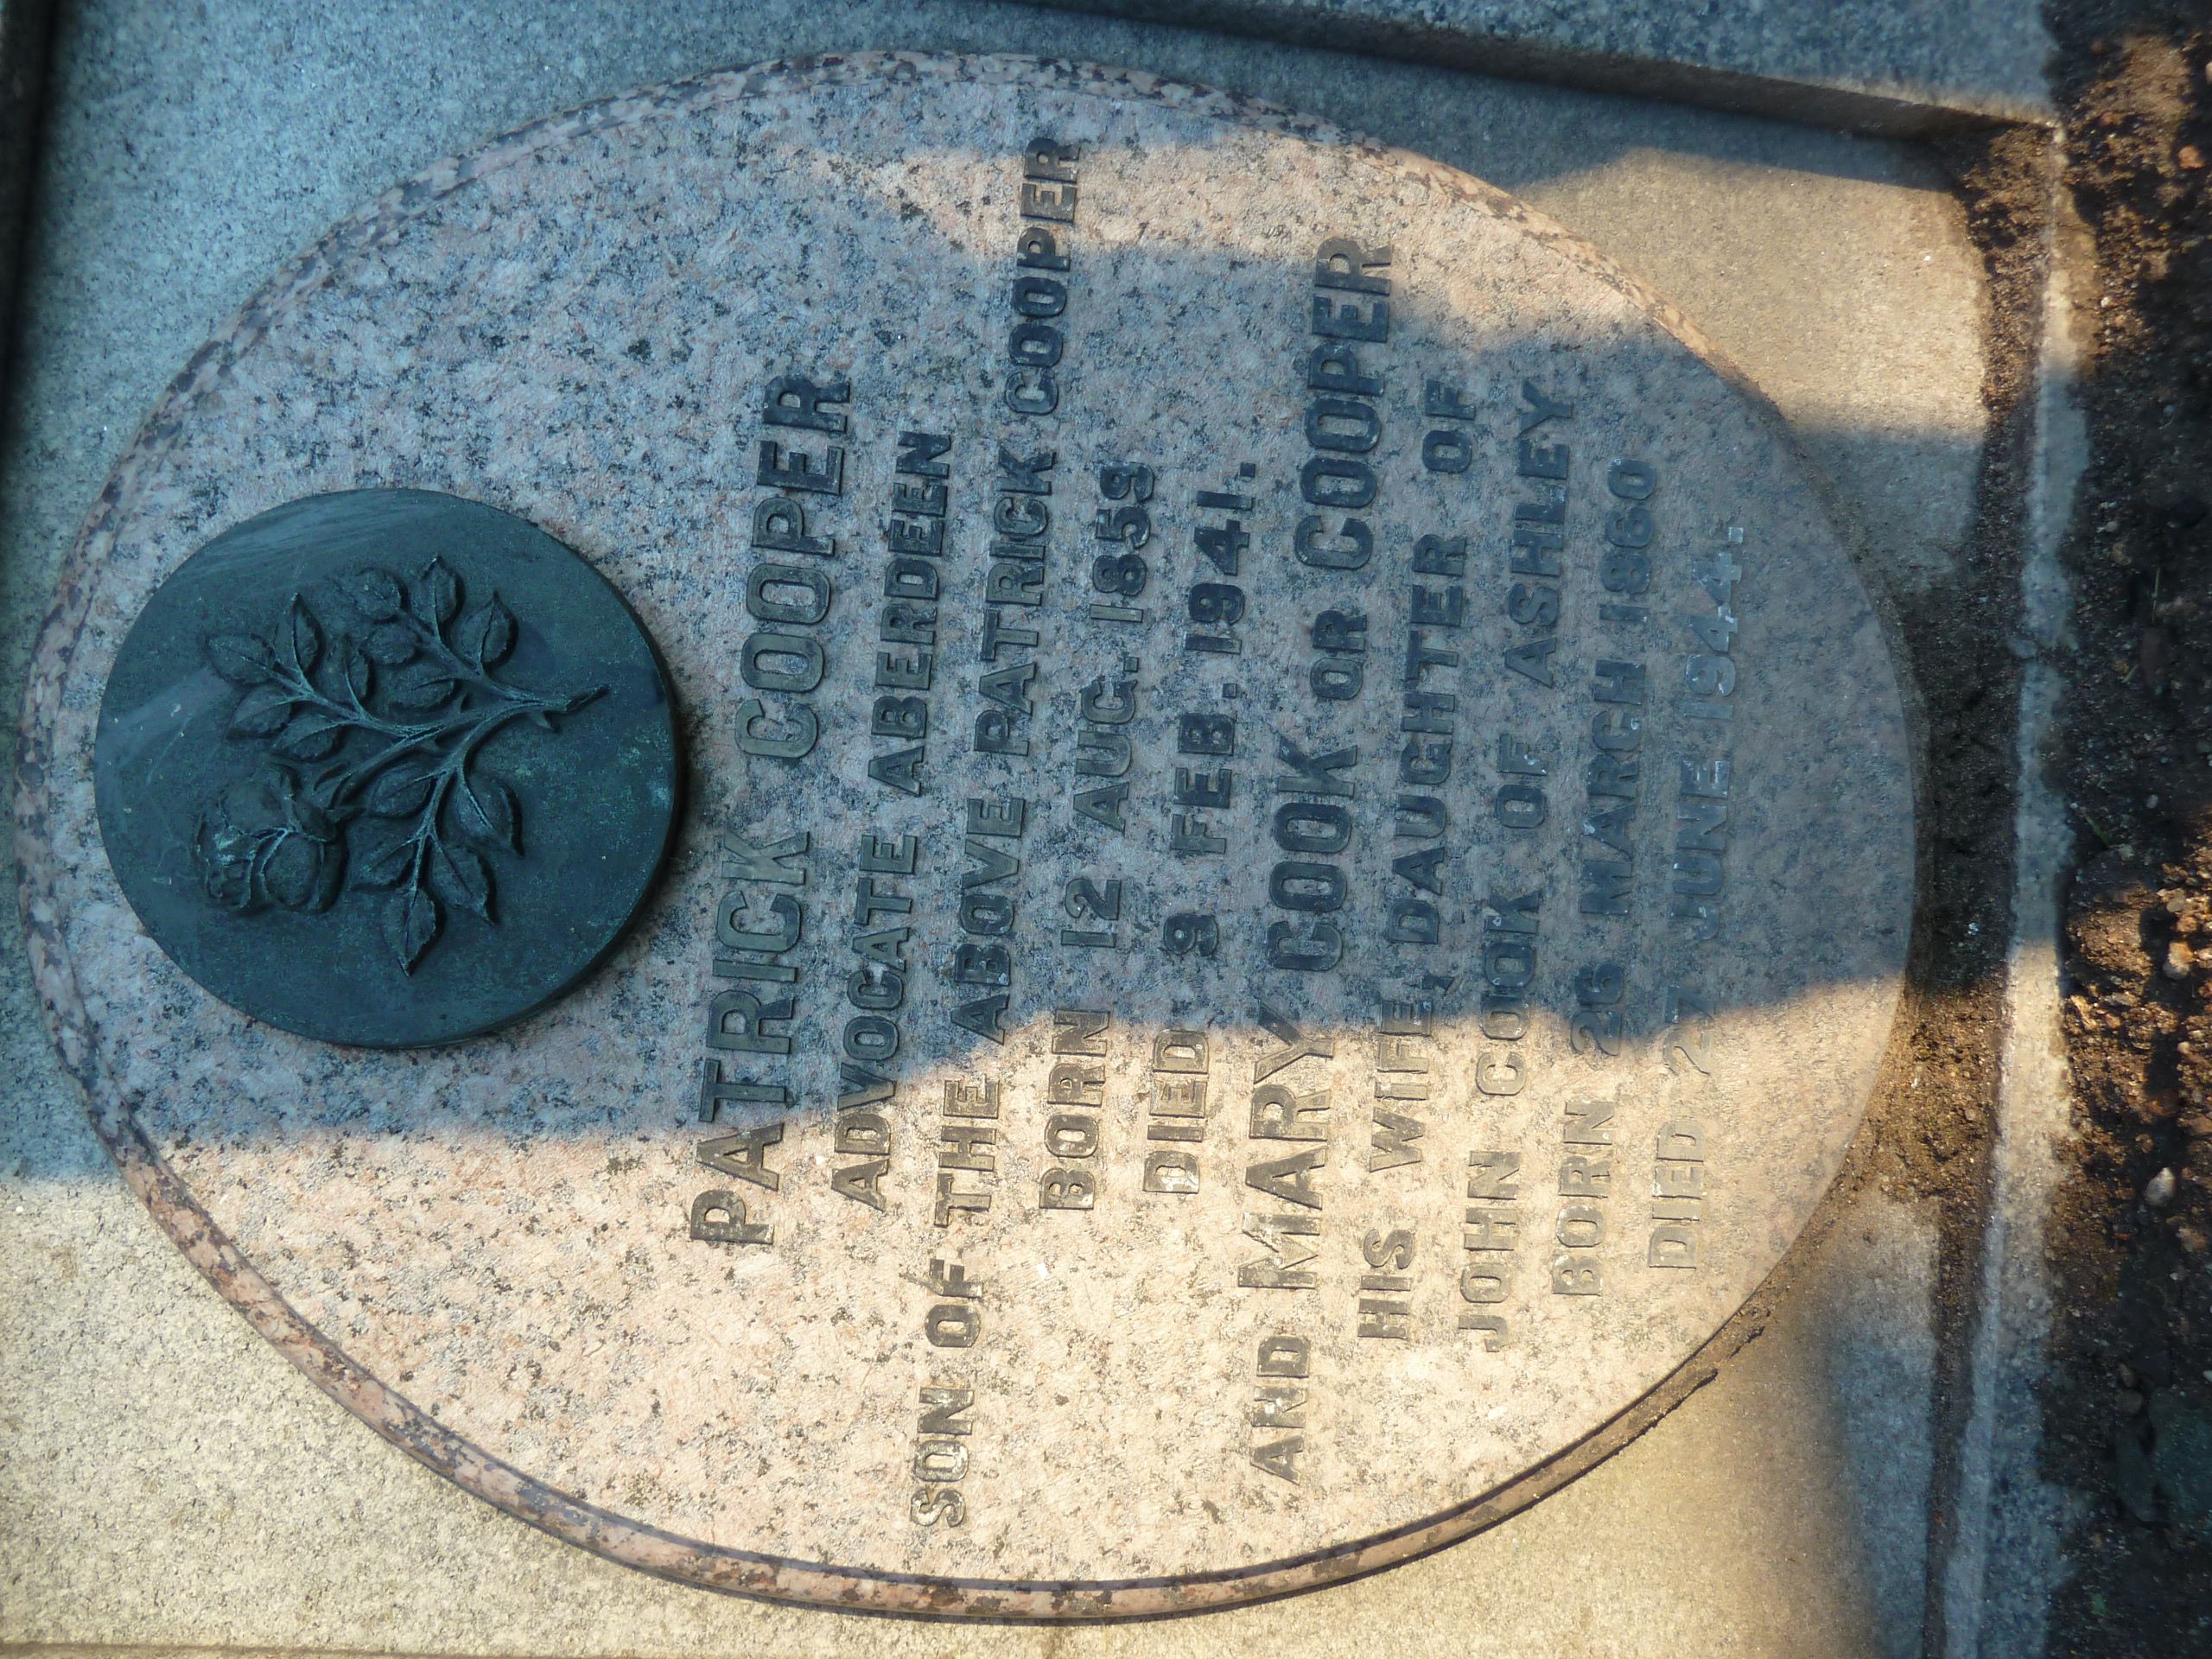 PATRICK COOPER
ADVOCATE ABERDEEN
SON OF THE ABOVE PATRICK COOPER
BORN 12 AUG. 1859
DIED 9 FEB. 1941.
AND MARY COOK OR COOPER
HIS WIFE, DAUGHTER OF
JOHN COOK OF ASHLEY
BORN 26 MARCH 1860
DIED 27 JUNE 1944.